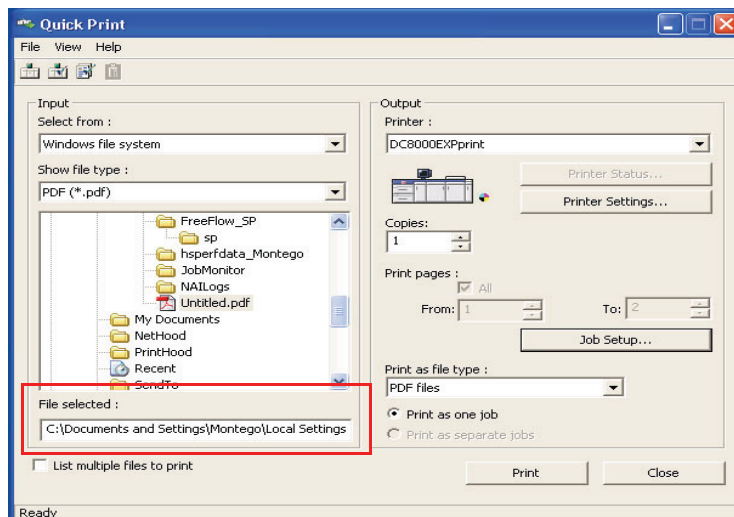 Quick Print
File View Help
Input
Select from :
Windows file system
Show file type :
PDF (*.pdf)
FreeFlow_SP
sp
hsperfdata_Montego
JobMonitor
NAILogs
Untitled.pdf
My Documents
NetHood
PrintHood
Recent
SendTo
File selected :
C:\Documents and Settings\Montego\Local Settings
List multiple files to print
Output
Printer :
DC8000EXPprint
Printer Status...
Printer Settings...
Copies:
1
Print pages :
All
From: 1 To: 2
Job Setup...
Print as file type :
PDF files
Print as one job
Print as separate jobs
Print Close
Ready